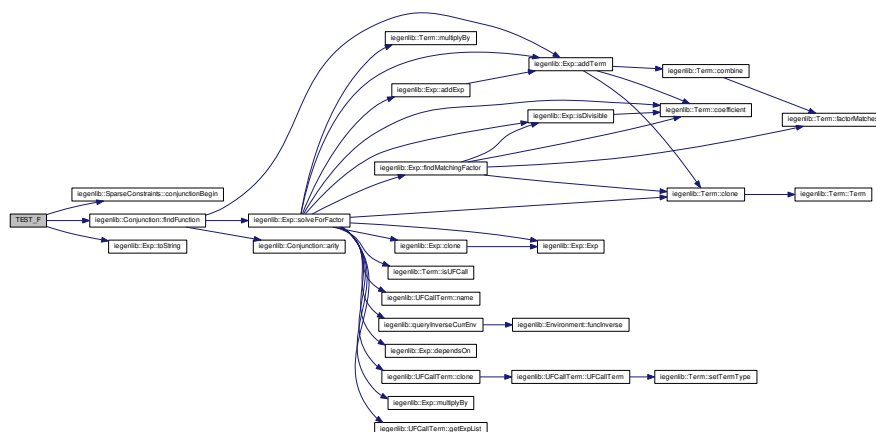 iegenlib::Term::multiplyBy
iegenlib::Exp::addTerm
iegenlib::Term::combine
iegenlib::Exp::addExp
iegenlib::Term::coefficient
iegenlib::Exp::isDivisible
iegenlib::Term::factorMatches
iegenlib::Exp::findMatchingFactor
iegenlib::SparseConstraints::conjunctionBegin
iegenlib::Term::clone
iegenlib::Term::Term
TEST_F
iegenlib::Conjunction::findFunction
iegenlib::Exp::solveForFactor
iegenlib::Exp::toString
iegenlib::Conjunction::arity
iegenlib::Exp::clone
iegenlib::Exp::Exp
iegenlib::Term::isUFCall
iegenlib::UFCallTerm::name
iegenlib::queryInverseCurrEnv
iegenlib::Environment::funcInverse
iegenlib::Exp::dependsOn
iegenlib::UFCallTerm::clone
iegenlib::UFCallTerm::UFCallTerm
iegenlib::Term::setTermType
iegenlib::Exp::multiplyBy
iegenlib::UFCallTerm::getExpList